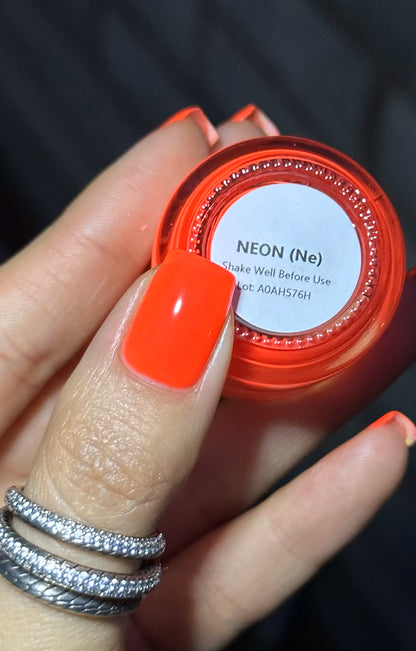 NEON (Ne)
Shake Well Before Use
Lot: A0AH576H